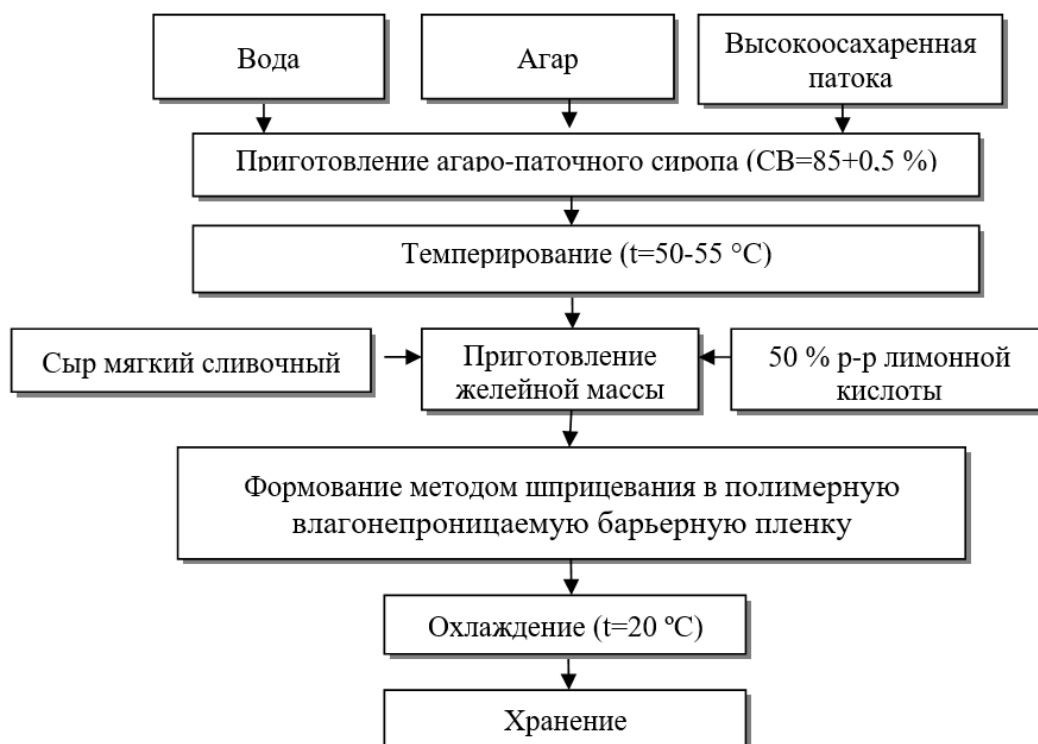 Вода
Агар
Высокоосахаренная
патока
Приготовление агаро-паточного сиропа (СВ=85+0,5 %)
Темперирование (t=50-55 °С)
Сыр мягкий сливочный
Приготовление
желейной массы
50 % р-р лимонной
кислоты
Формование методом шприцевания в полимерную
влагонепроницаемую барьерную пленку
Охлаждение (t=20 ºС)
Хранение